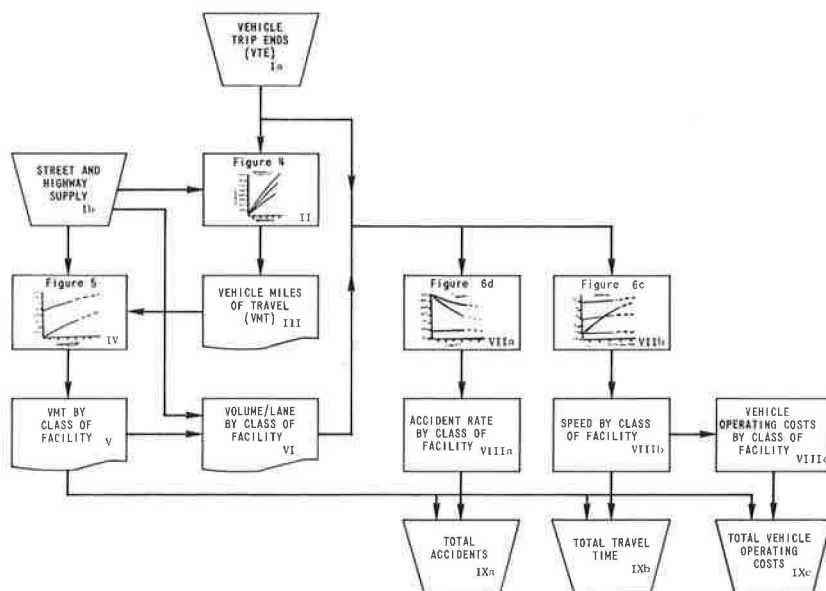 VEHICLE
TRIP ENDS
(VTE)
Ia
STREET AND
HIGHWAY
SUPPLY
Ib
Figure 4
II
Figure 5
IV
VEHICLE MILES
OF TRAVEL
(VMT)
III
Figure 6d
VIIa
Figure 6c
VIIb
VMT BY
CLASS OF
FACILITY
V
VOLUME/LANE
BY CLASS OF
FACILITY
VI
ACCIDENT RATE
BY CLASS OF
FACILITY
VIIIa
SPEED BY CLASS
OF FACILITY
VIIIb
VEHICLE
OPERATING COSTS
BY CLASS OF
FACILITY
VIIIc
TOTAL
ACCIDENTS
IXa
TOTAL TRAVEL
TIME
IXb
TOTAL VEHICLE
OPERATING
COSTS
IXc